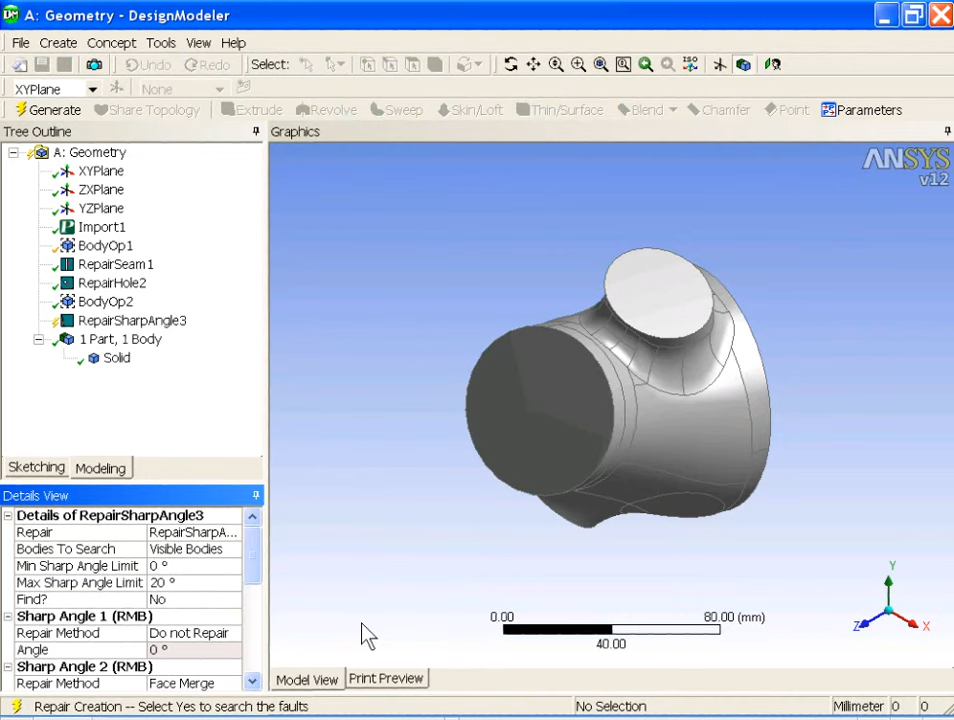 A: Geometry - DesignModeler
File Create Concept Tools View Help
Undo Redo Select:
XYPlane None
Generate Share Topology Extrude Revolve Sweep Skin/Loft Thin/Surface Blend Chamfer Point Parameters
Tree Outline
Graphics
A: Geometry
XYPlane
ZXPlane
YZPlane
Import1
BodyOp1
RepairSeam1
RepairHole2
BodyOp2
RepairSharpAngle3
1 Part, 1 Body
Solid
ANSYS
v12
Sketching Modeling
Details View
Details of RepairSharpAngle3
Repair RepairSharpA...
Bodies To Search Visible Bodies
Min Sharp Angle Limit 0 °
Max Sharp Angle Limit 20 °
Find? No
Sharp Angle 1 (RMB)
Repair Method Do not Repair
Angle 0 °
Sharp Angle 2 (RMB)
Repair Method Face Merge
0.00 80.00 (mm)
40.00
Y
Z X
Model View Print Preview
Repair Creation -- Select Yes to search the faults No Selection Millimeter 0 0